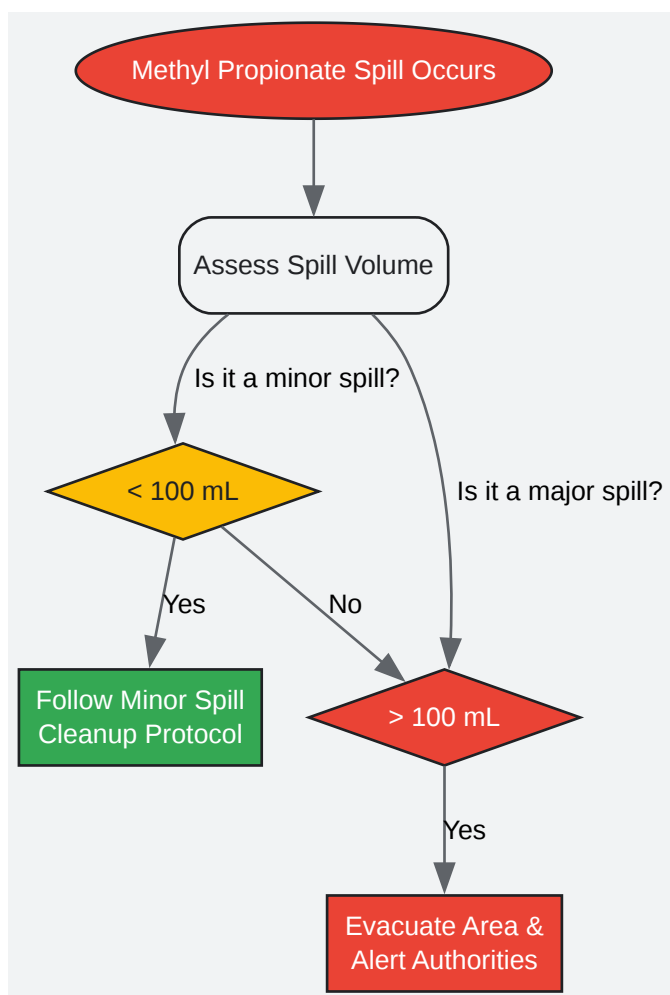 Methyl Propionate Spill Occurs
Assess Spill Volume
Is it a minor spill?
< 100 mL
Is it a major spill?
Yes
No
Follow Minor Spill
Cleanup Protocol
> 100 mL
Yes
Evacuate Area &
Alert Authorities